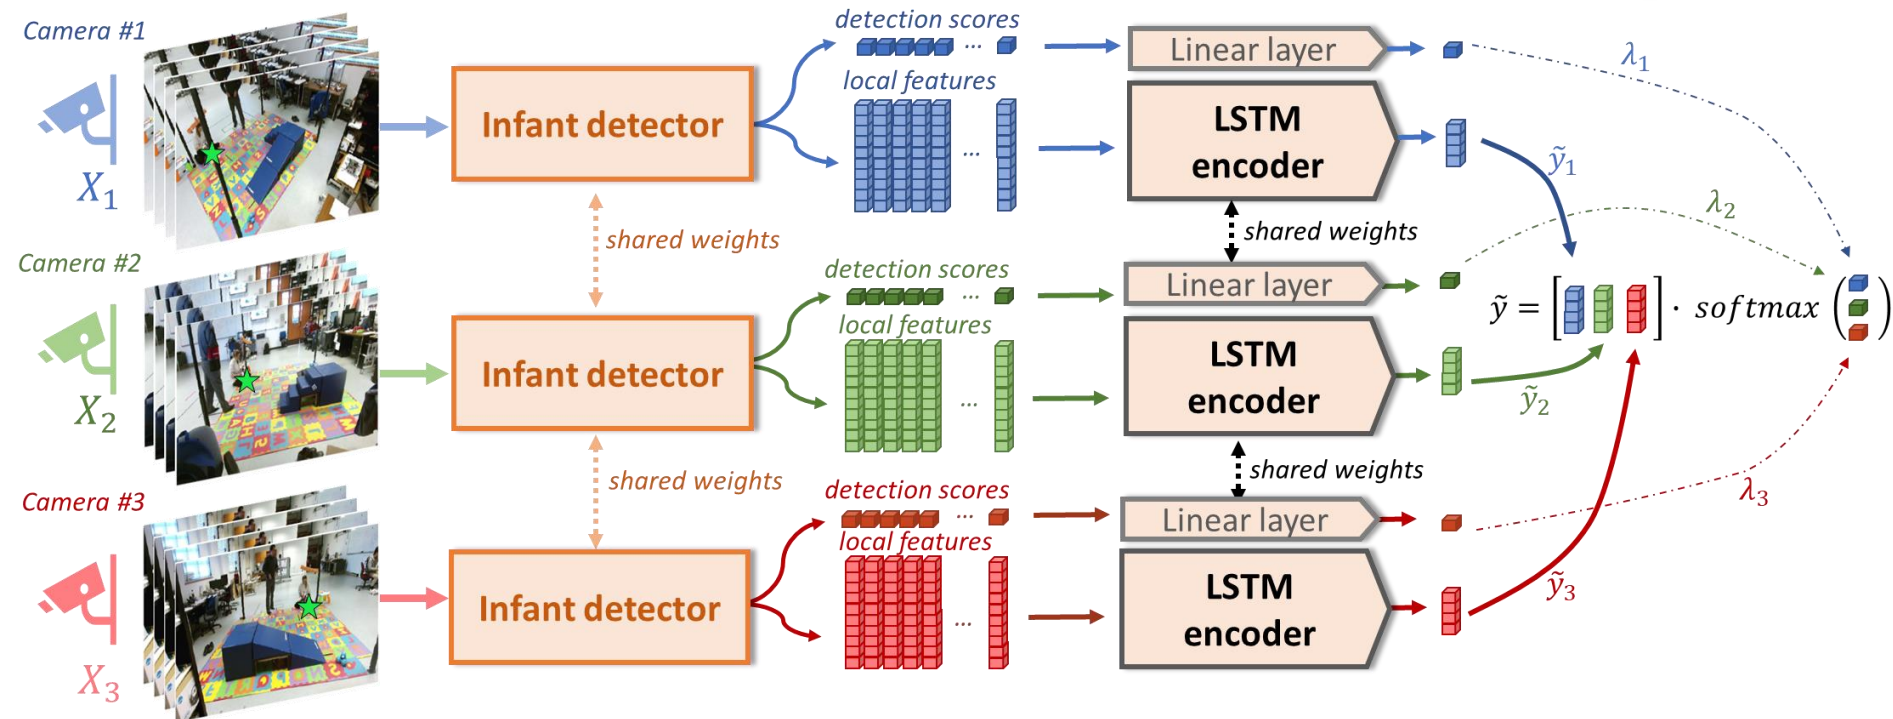 Camera #1
X₁
Infant detector
detection scores
...
local features
...
Linear layer
LSTM
encoder
λ₁
ỹ₁
shared weights
shared weights
Camera #2
X₂
Infant detector
detection scores
...
local features
...
Linear layer
LSTM
encoder
λ₂
ỹ₂
ỹ = [ ] · softmax ( )
shared weights
shared weights
Camera #3
X₃
Infant detector
detection scores
...
local features
...
Linear layer
LSTM
encoder
λ₃
ỹ₃